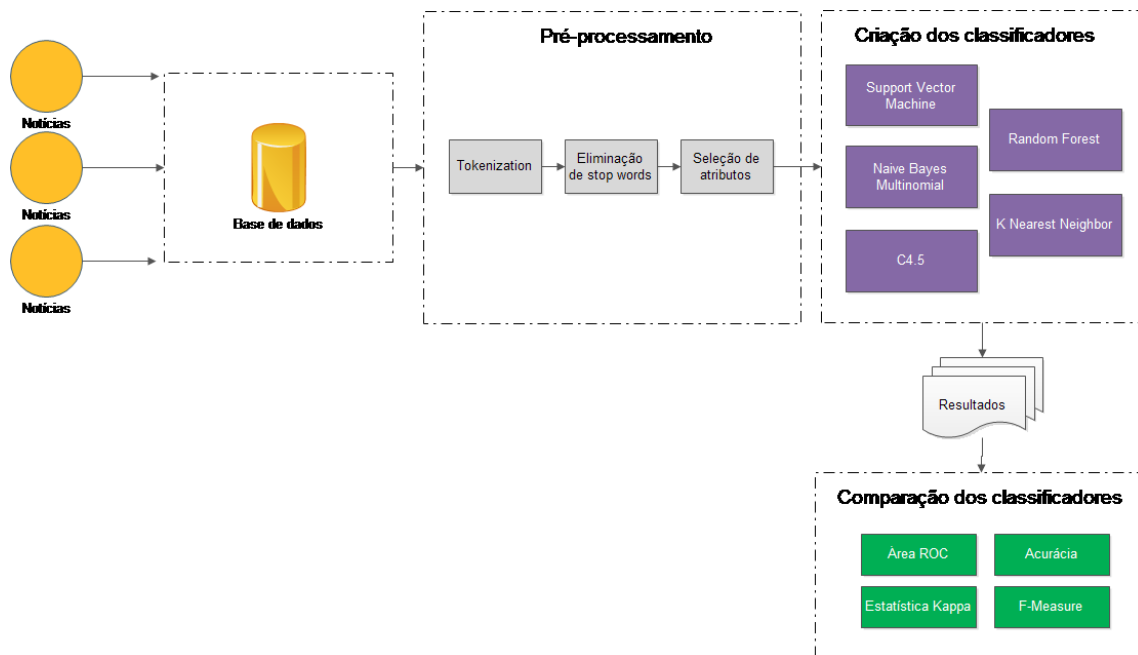 Notícias
Notícias
Notícias
Base de dados
Pré-processamento
Tokenization
Eliminação
de stop words
Seleção de
atributos
Criação dos classificadores
Support Vector
Machine
Random Forest
Naive Bayes
Multinomial
K Nearest Neighbor
C4.5
Resultados
Comparação dos classificadores
Área ROC
Acurácia
Estatística Kappa
F-Measure